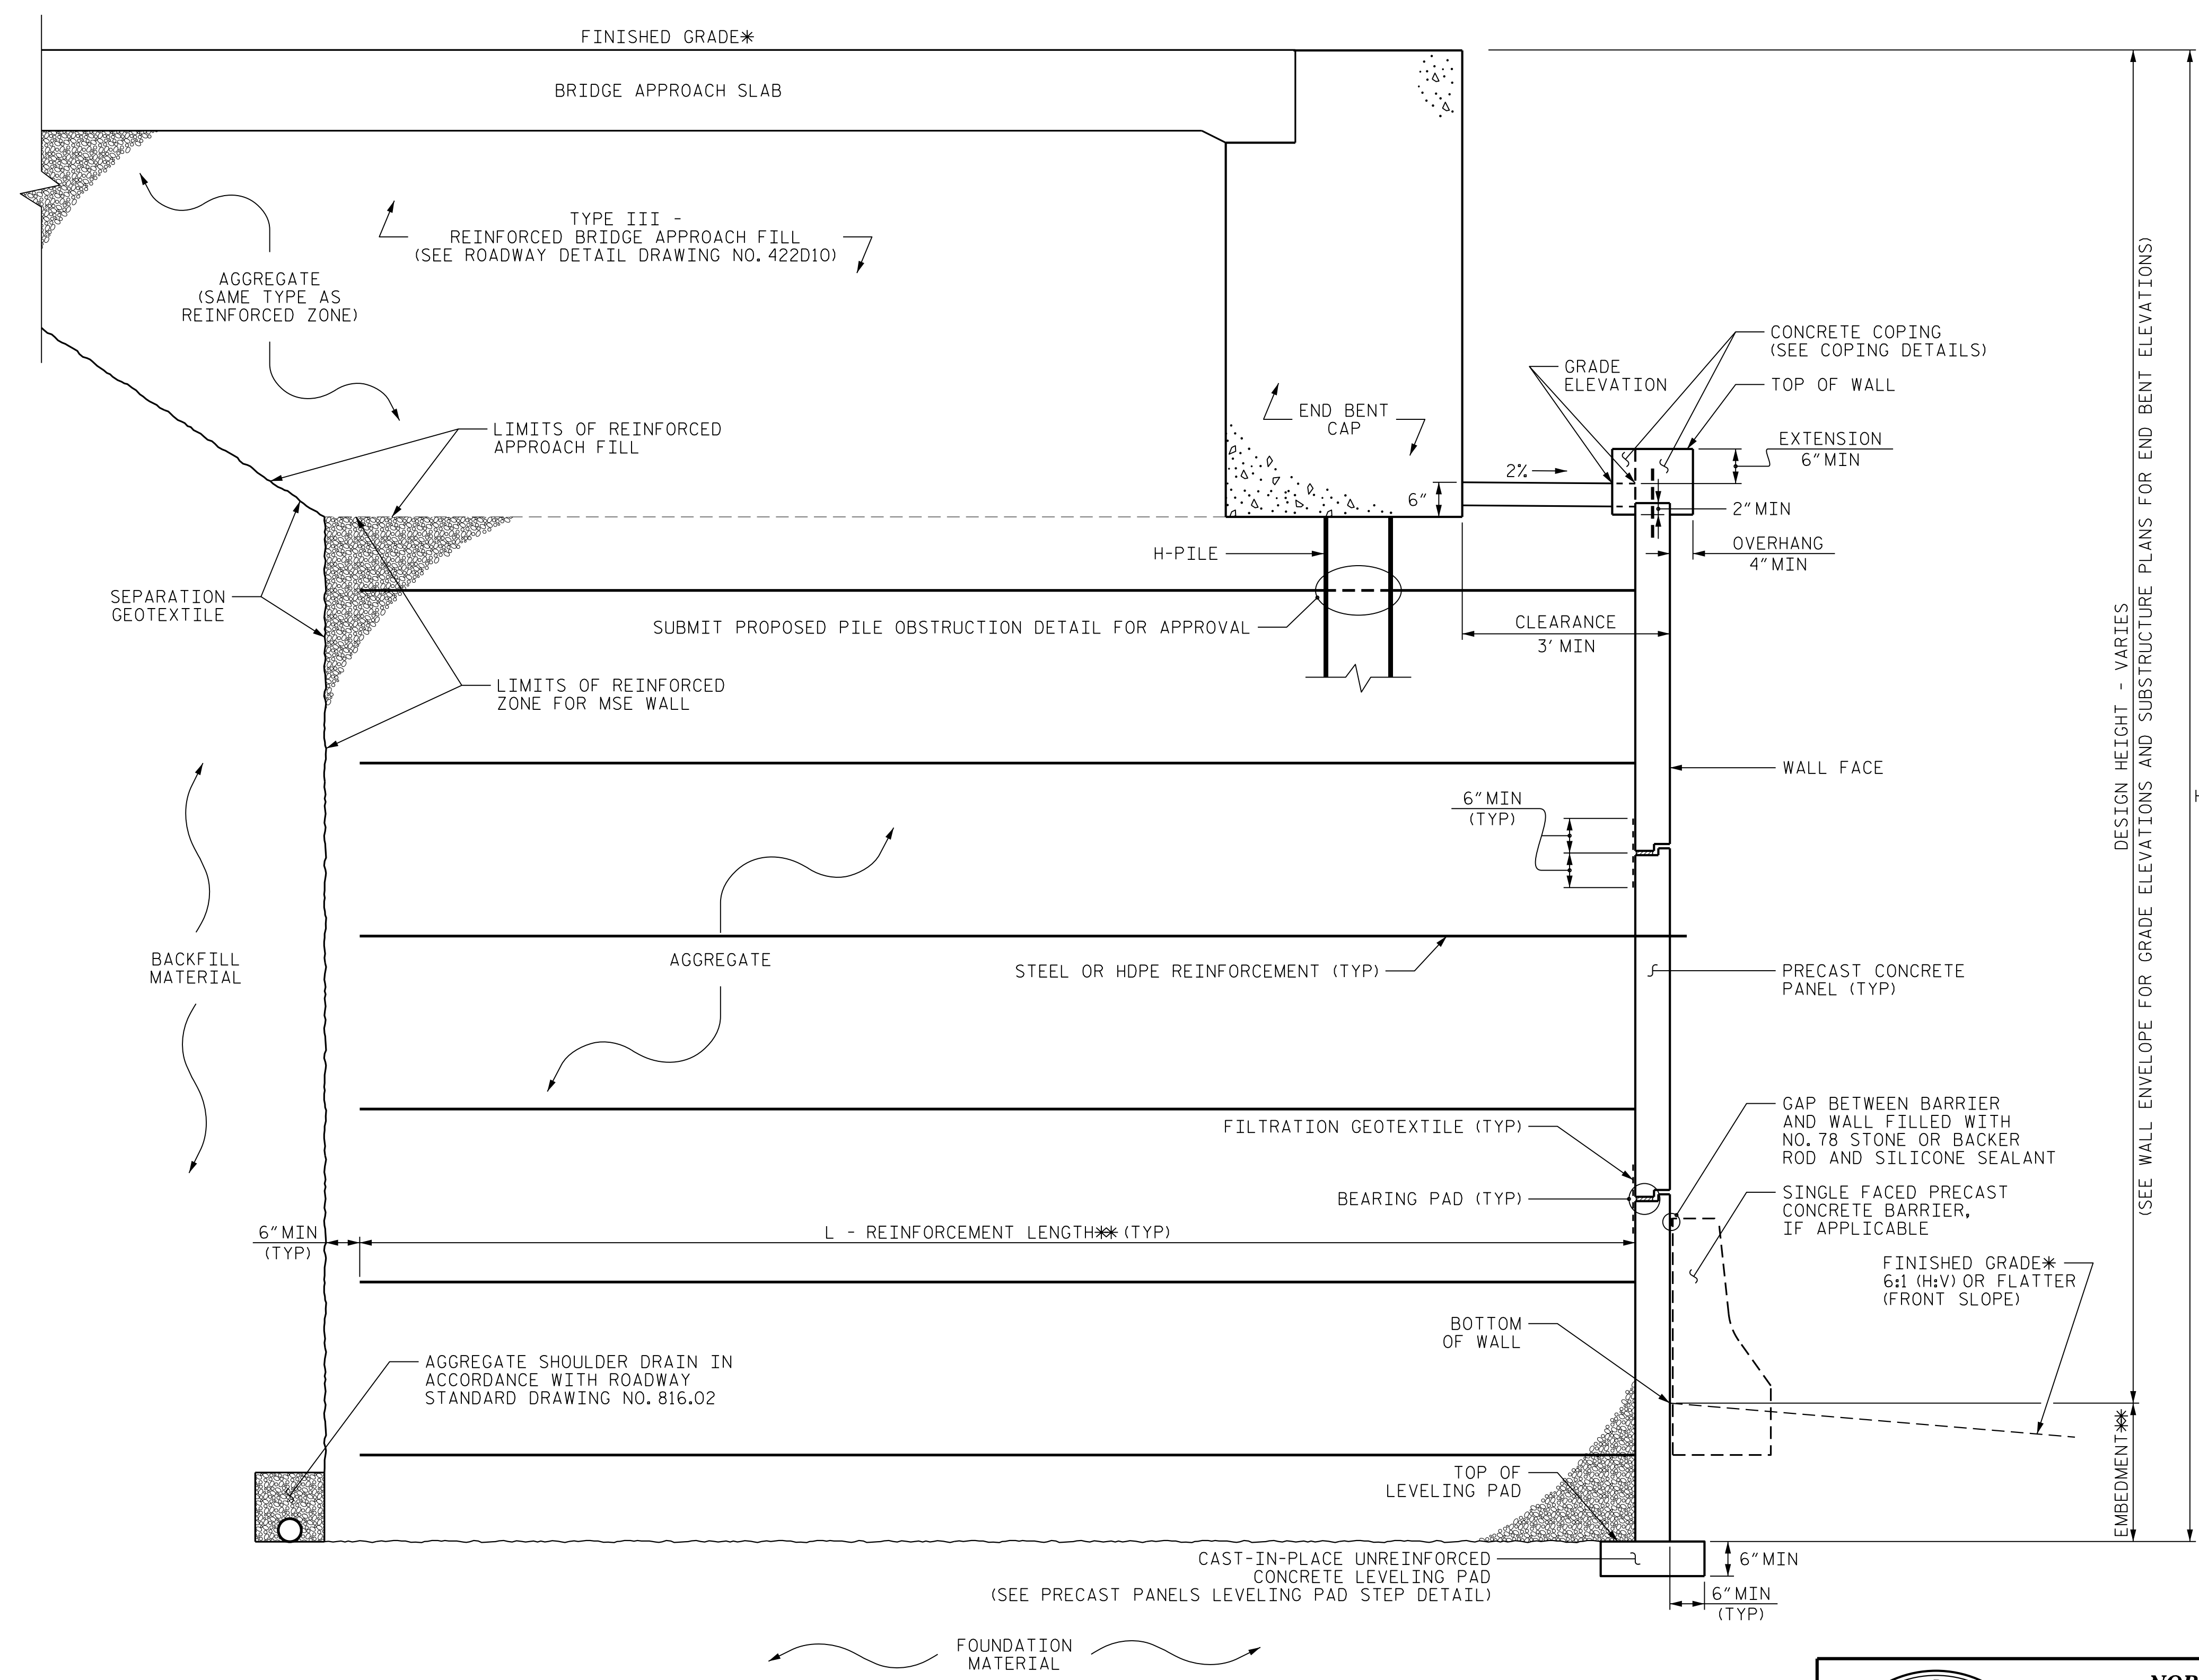 FINISHED GRADE*
BRIDGE APPROACH SLAB
TYPE III -
REINFORCED BRIDGE APPROACH FILL
(SEE ROADWAY DETAIL DRAWING NO. 422D10)
AGGREGATE
(SAME TYPE AS
REINFORCED ZONE)
LIMITS OF REINFORCED
APPROACH FILL
END BENT
CAP
GRADE
ELEVATION
CONCRETE COPING
(SEE COPING DETAILS)
TOP OF WALL
EXTENSION
6" MIN
2%
6"
2" MIN
OVERHANG
4" MIN
H-PILE
SEPARATION
GEOTEXTILE
SUBMIT PROPOSED PILE OBSTRUCTION DETAIL FOR APPROVAL
CLEARANCE
3' MIN
LIMITS OF REINFORCED
ZONE FOR MSE WALL
WALL FACE
6" MIN
(TYP)
DESIGN HEIGHT - VARIES
(SEE WALL ENVELOPE FOR GRADE ELEVATIONS AND SUBSTRUCTURE PLANS FOR END BENT ELEVATIONS)
H
BACKFILL
MATERIAL
AGGREGATE
STEEL OR HDPE REINFORCEMENT (TYP)
PRECAST CONCRETE
PANEL (TYP)
FILTRATION GEOTEXTILE (TYP)
GAP BETWEEN BARRIER
AND WALL FILLED WITH
NO. 78 STONE OR BACKER
ROD AND SILICONE SEALANT
BEARING PAD (TYP)
SINGLE FACED PRECAST
CONCRETE BARRIER,
IF APPLICABLE
6" MIN
(TYP)
L - REINFORCEMENT LENGTH** (TYP)
FINISHED GRADE*
6:1 (H:V) OR FLATTER
(FRONT SLOPE)
BOTTOM
OF WALL
AGGREGATE SHOULDER DRAIN IN
ACCORDANCE WITH ROADWAY
STANDARD DRAWING NO. 816.02
EMBEDMENT**
TOP OF
LEVELING PAD
CAST-IN-PLACE UNREINFORCED
CONCRETE LEVELING PAD
(SEE PRECAST PANELS LEVELING PAD STEP DETAIL)
6" MIN
6" MIN
(TYP)
FOUNDATION
MATERIAL